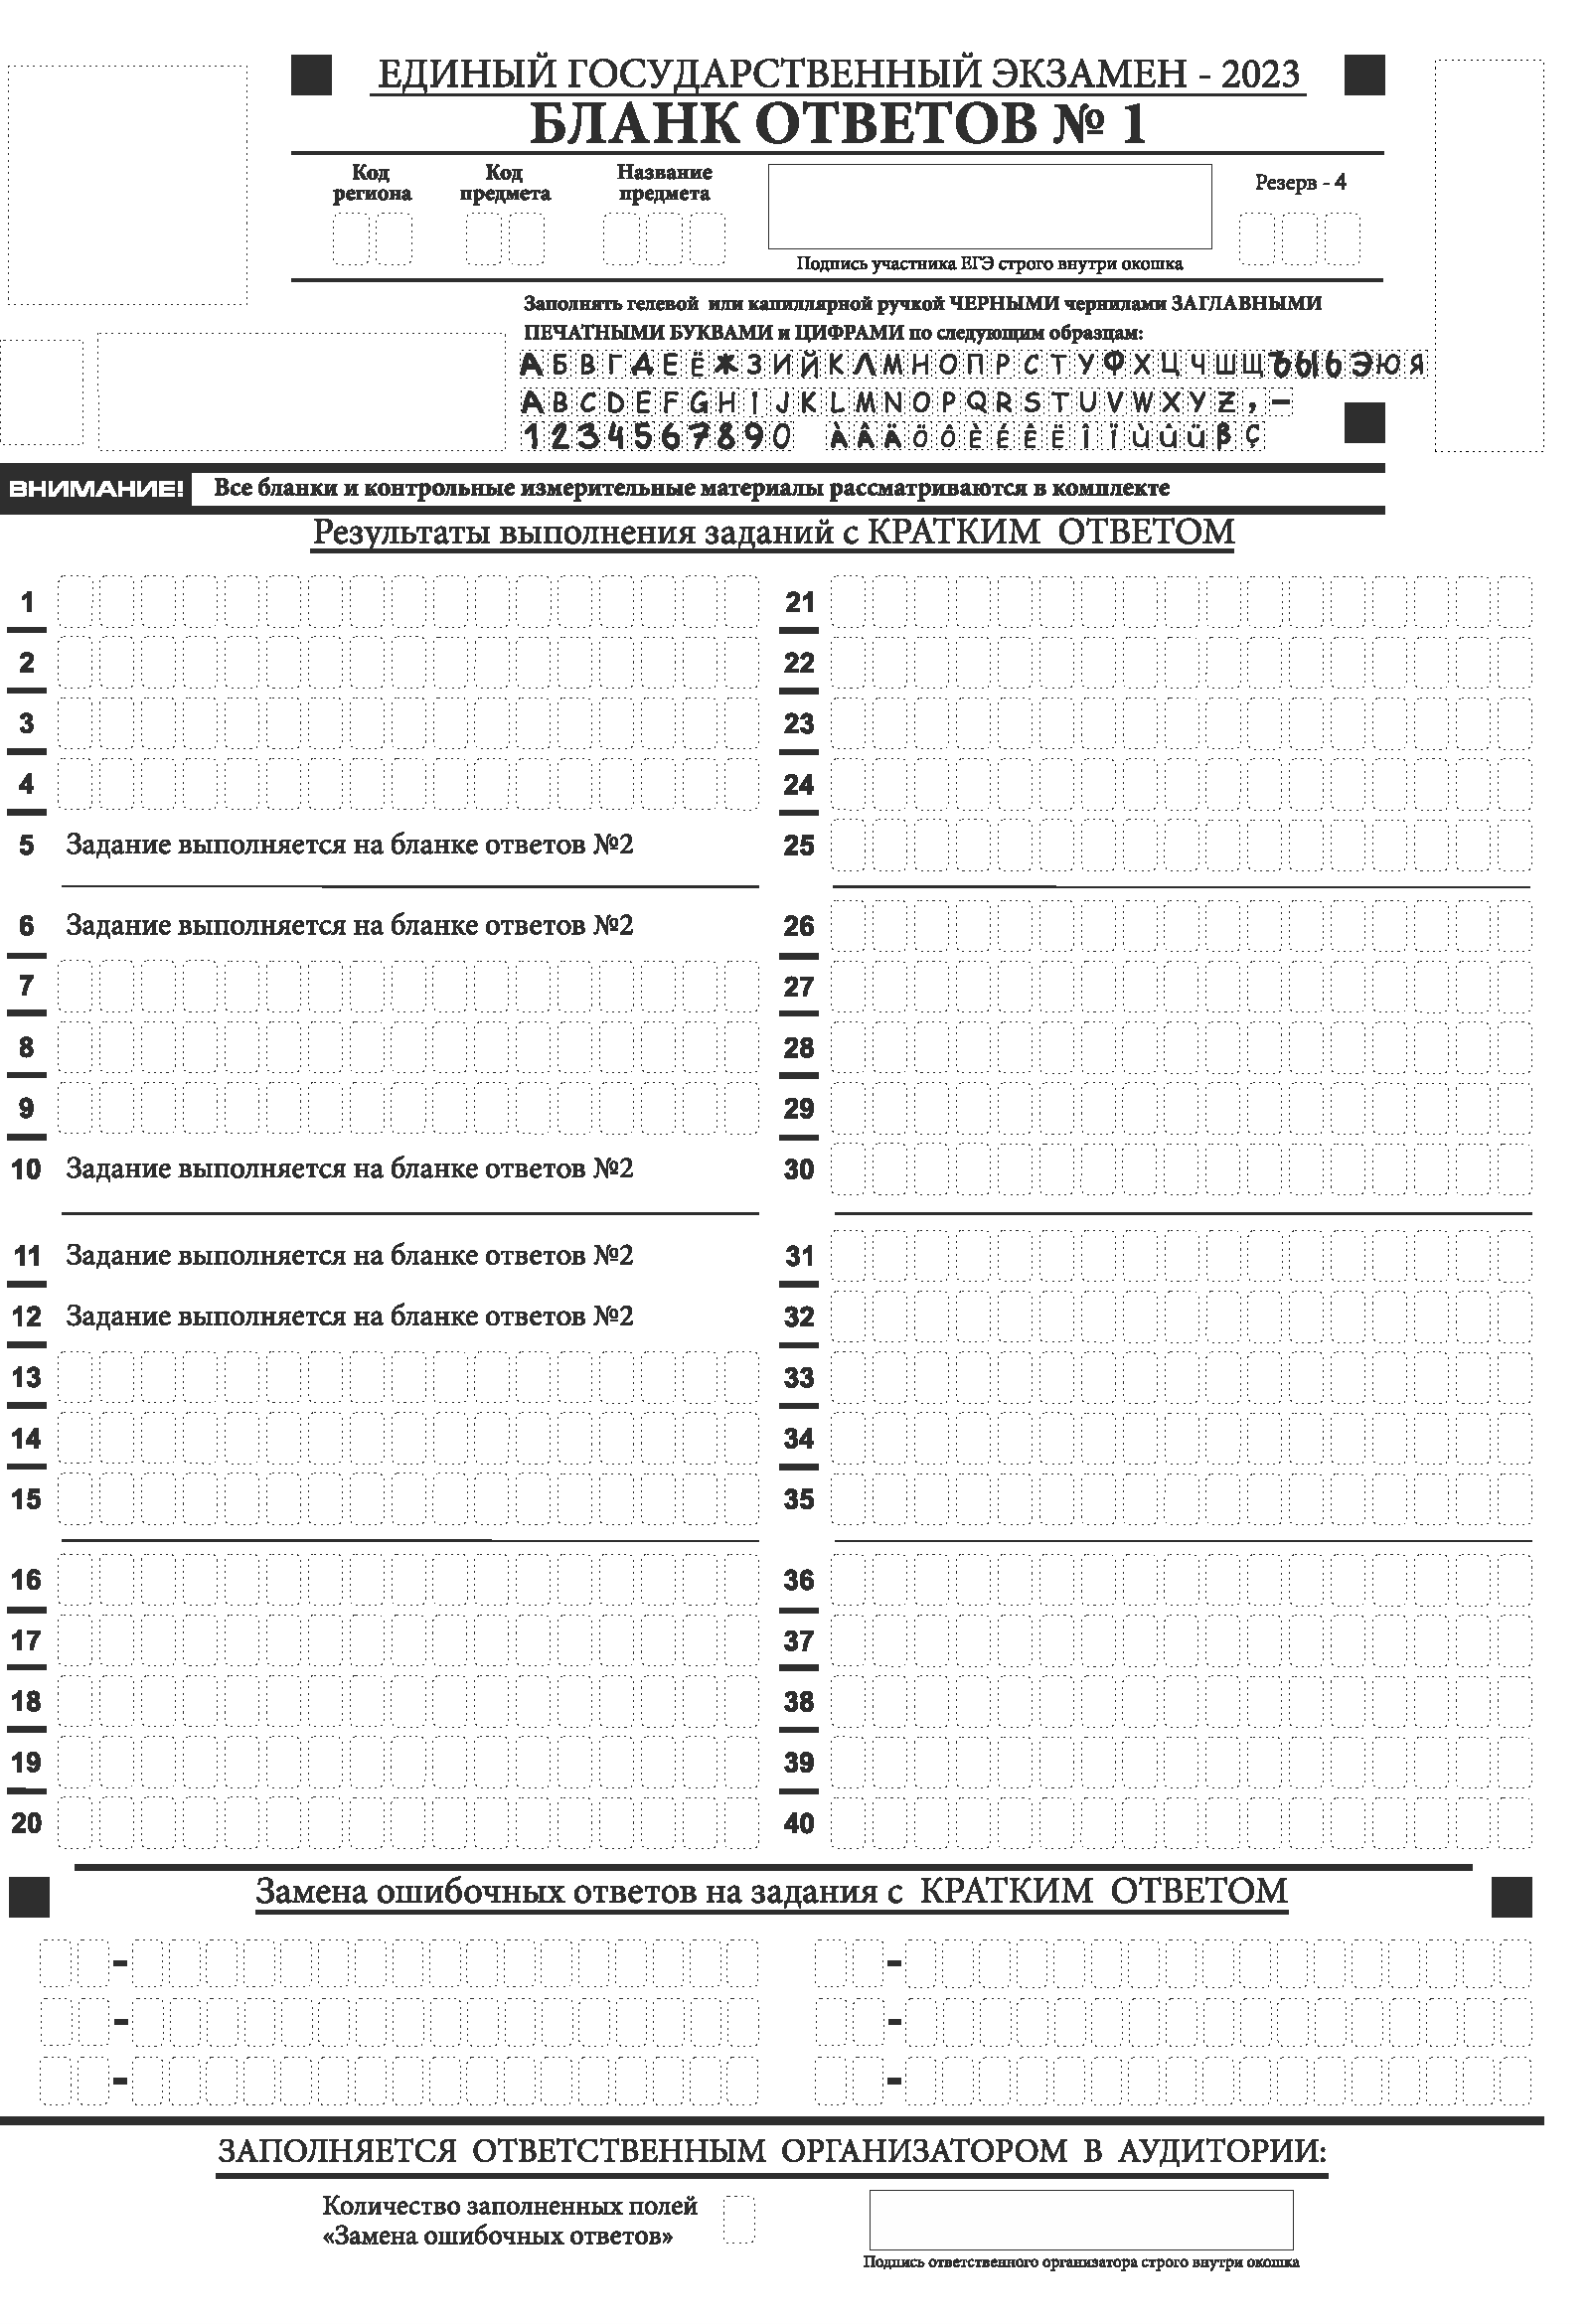 ЕДИНЫЙ ГОСУДАРСТВЕННЫЙ ЭКЗАМЕН - 2023
БЛАНК ОТВЕТОВ № 1
Код региона
Код предмета
Название предмета
Резерв - 4
Подпись участника ЕГЭ строго внутри окошка
Заполнять гелевой или капиллярной ручкой ЧЕРНЫМИ чернилами ЗАГЛАВНЫМИ
ПЕЧАТНЫМИ БУКВАМИ и ЦИФРАМИ по следующим образцам:
А Б В Г Д Е Ё Ж З И Й К Л М Н О П Р С Т У Ф Х Ц Ч Ш Щ Ъ Ы Ь Э Ю Я
A B C D E F G H I J K L M N O P Q R S T U V W X Y Z , -
1 2 3 4 5 6 7 8 9 0 À Â Ä Ö Ô È É Ê Ë Î Ï Ù Û Ü β Ç
ВНИМАНИЕ! Все бланки и контрольные измерительные материалы рассматриваются в комплекте
Результаты выполнения заданий с КРАТКИМ ОТВЕТОМ
1 21
2 22
3 23
4 24
5 Задание выполняется на бланке ответов №2 25
6 Задание выполняется на бланке ответов №2 26
7 27
8 28
9 29
10 Задание выполняется на бланке ответов №2 30
11 Задание выполняется на бланке ответов №2 31
12 Задание выполняется на бланке ответов №2 32
13 33
14 34
15 35
16 36
17 37
18 38
19 39
20 40
Замена ошибочных ответов на задания с КРАТКИМ ОТВЕТОМ
- -
- -
- -
ЗАПОЛНЯЕТСЯ ОТВЕТСТВЕННЫМ ОРГАНИЗАТОРОМ В АУДИТОРИИ:
Количество заполненных полей
«Замена ошибочных ответов»
Подпись ответственного организатора строго внутри окошка